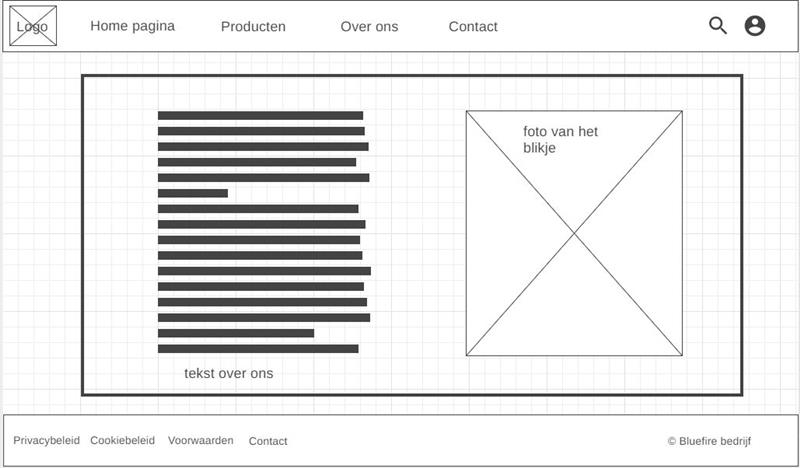 Logo Home pagina Producten Over ons Contact
foto van het
blikje
tekst over ons
Privacybeleid Cookiebeleid Voorwaarden Contact © Bluefire bedrijf